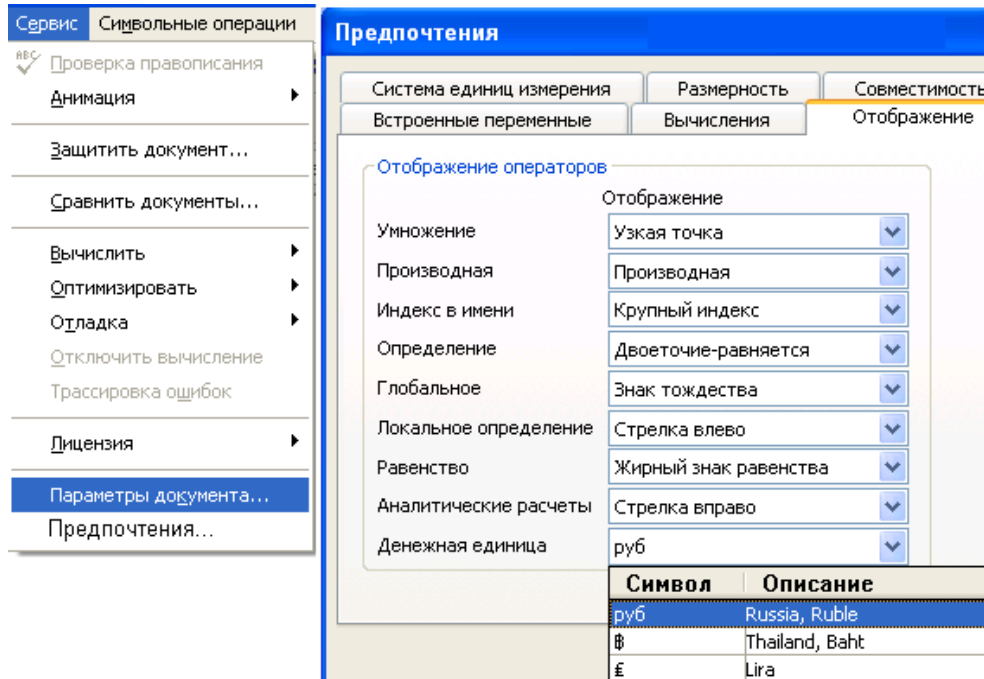 Сервис Символьные операции
ABC Проверка правописания
Анимация
Защитить документ...
Сравнить документы...
Вычислить
Оптимизировать
Отладка
Отключить вычисление
Трассировка ошибок
Лицензия
Параметры документа...
Предпочтения...
Предпочтения
Система единиц измерения Размерность Совместимость
Встроенные переменные Вычисления Отображение
Отображение операторов
Отображение
Умножение Узкая точка
Производная Производная
Индекс в имени Крупный индекс
Определение Двоеточие-равняется
Глобальное Знак тождества
Локальное определение Стрелка влево
Равенство Жирный знак равенства
Аналитические расчеты Стрелка вправо
Денежная единица руб
Символ Описание
руб Russia, Ruble
฿ Thailand, Baht
₤ Lira